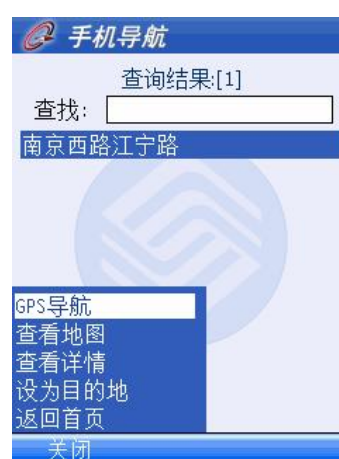 手机导航
查询结果:[1]
查找:
南京西路江宁路
GPS导航
查看地图
查看详情
设为目的地
返回首页
关闭